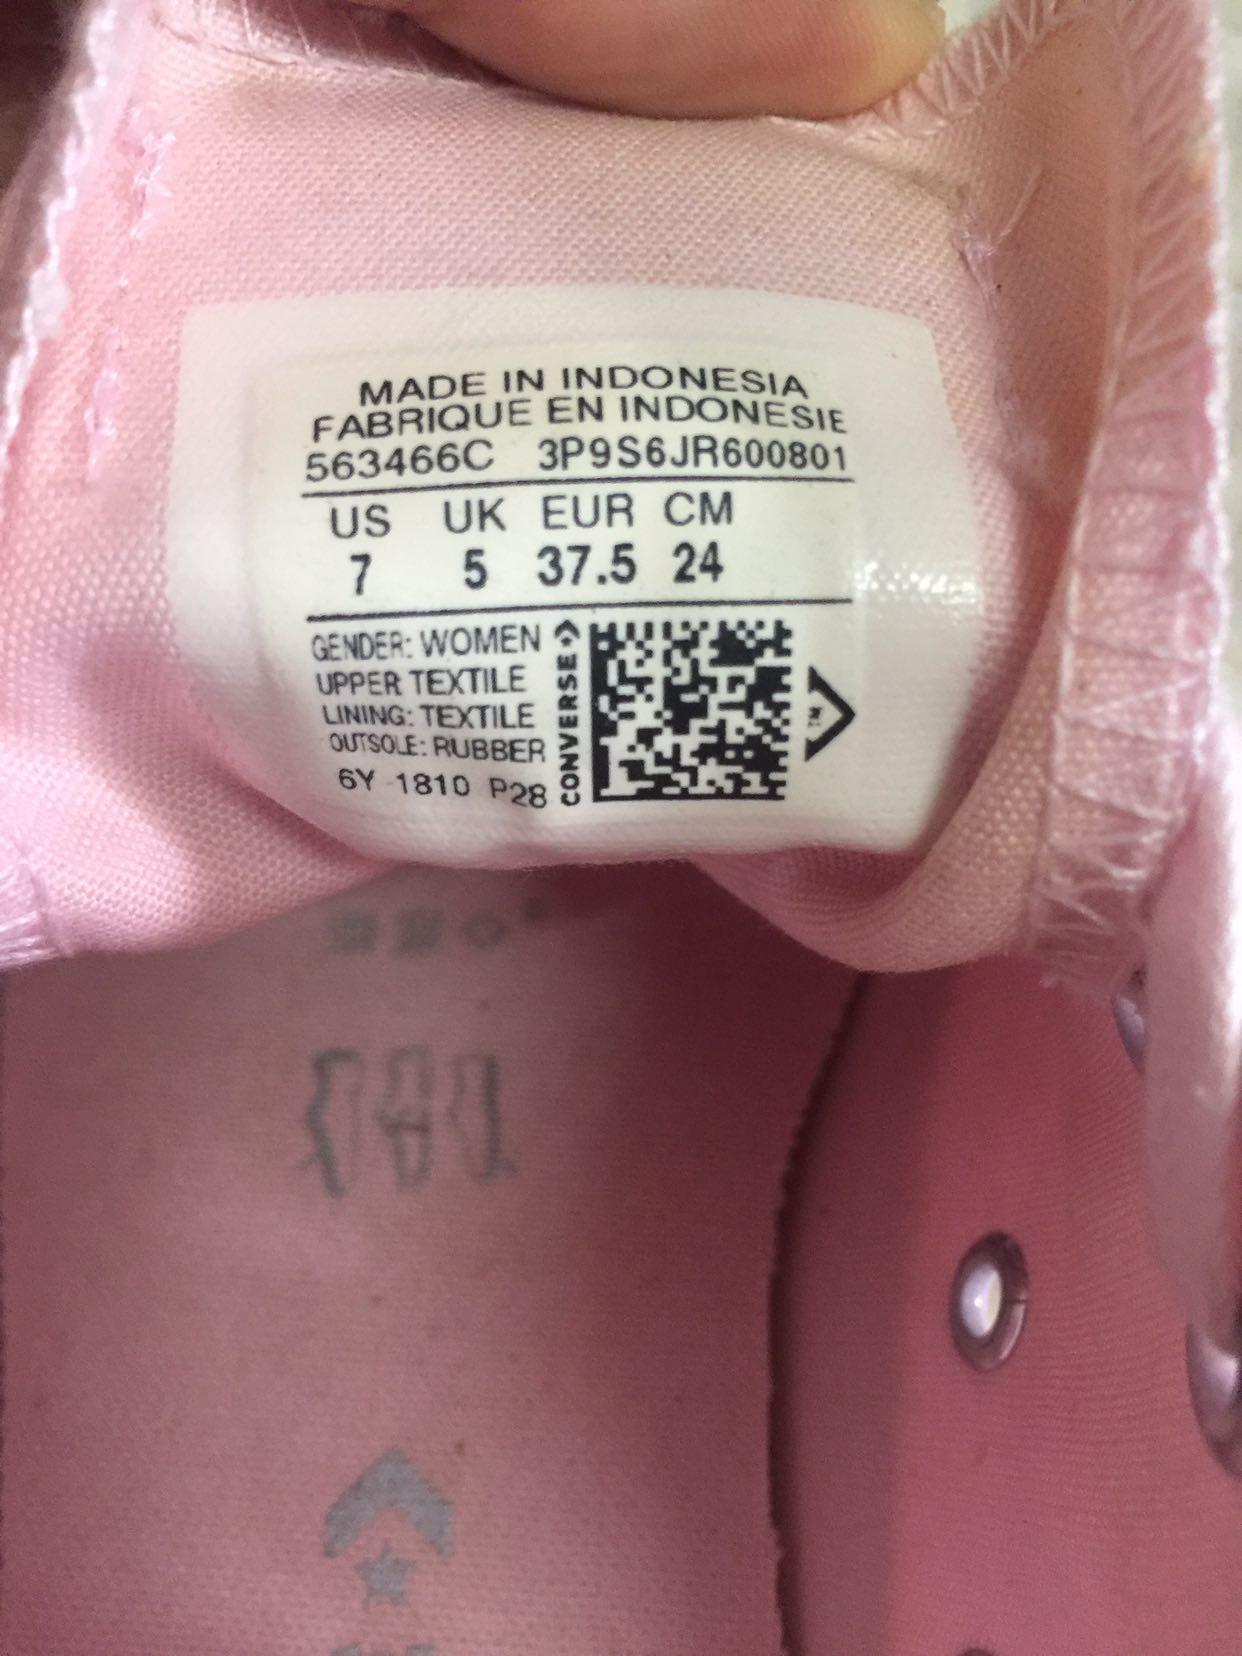 MADE IN INDONESIA
FABRIQUE EN INDONESIE
563466C 3P9S6JR600801
US UK EUR CM
7 5 37.5 24
GENDER: WOMEN
UPPER TEXTILE
LINING: TEXTILE
OUTSOLE: RUBBER
6Y 1810 P28
CONVERSE
TM